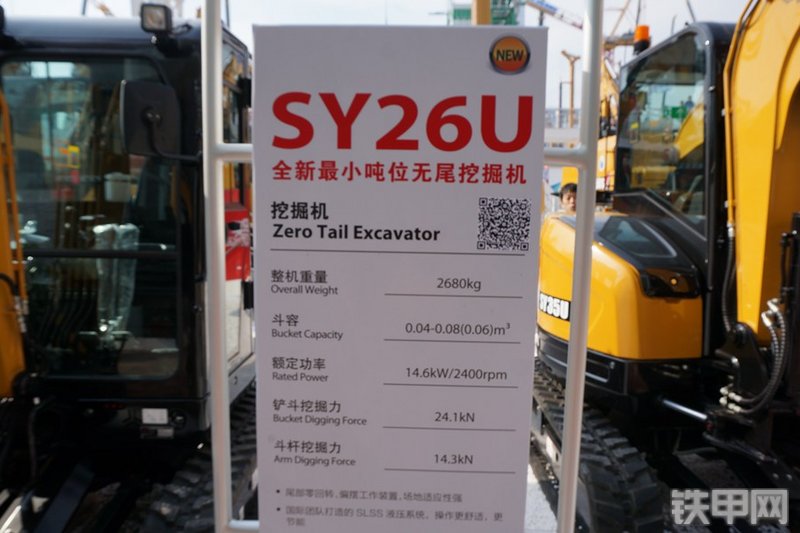 NEW
SY26U
全新最小吨位无尾挖掘机
挖掘机
Zero Tail Excavator
整机重量
Overall Weight
2680kg
斗容
Bucket Capacity
0.04-0.08(0.06)m³
额定功率
Rated Power
14.6kW/2400rpm
铲斗挖掘力
Bucket Digging Force
24.1kN
斗杆挖掘力
Arm Digging Force
14.3kN
• 尾部零回转、偏摆工作装置，场地适应性强
• 国际团队打造的 SLSS 液压系统，操作更舒适，更
节能
SY35U
铁甲网